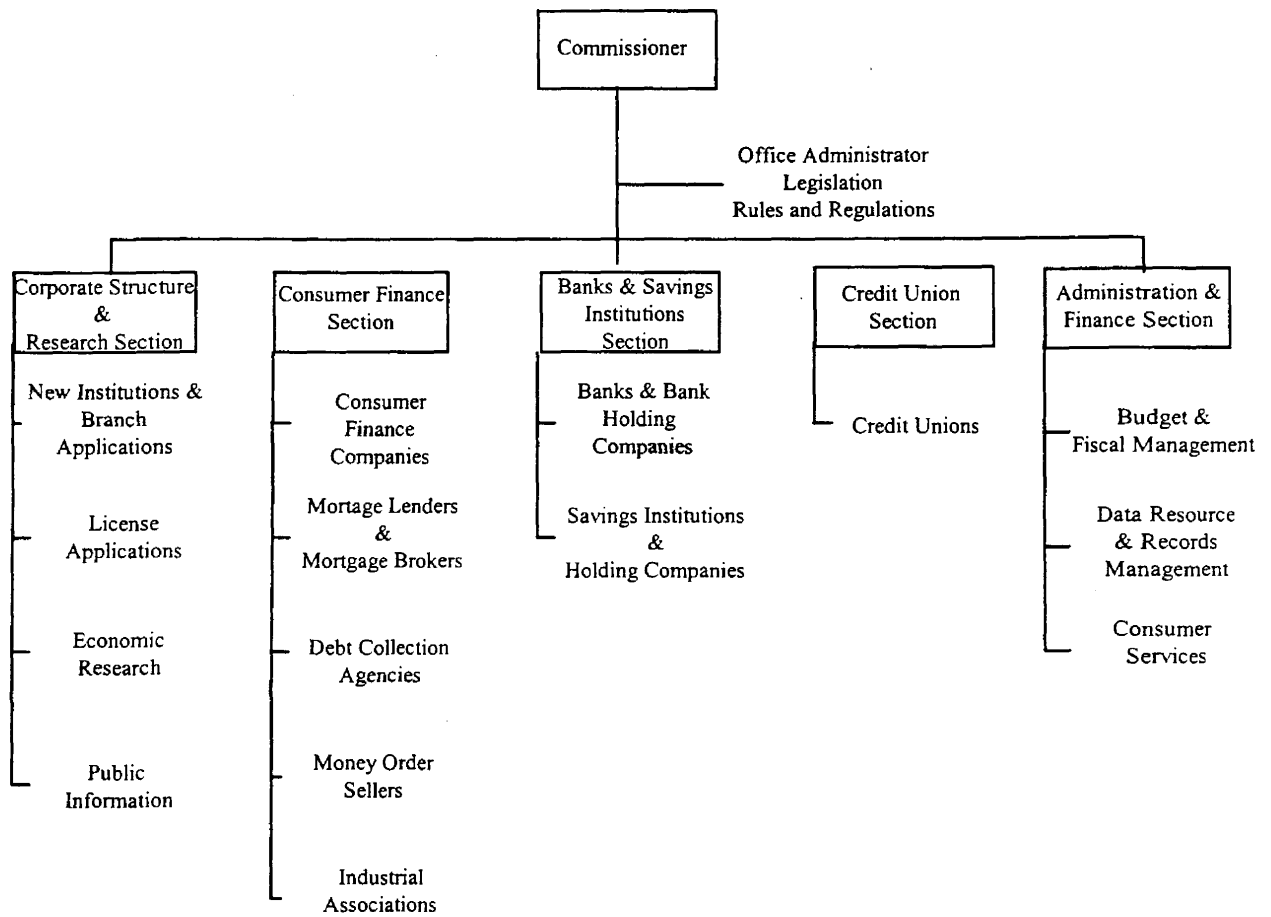 Commissioner
Office Administrator
Legislation
Rules and Regulations
Corporate Structure
&
Research Section
New Institutions &
Branch
Applications
License
Applications
Economic
Research
Public
Information
Consumer Finance
Section
Consumer
Finance
Companies
Mortage Lenders
&
Mortgage Brokers
Debt Collection
Agencies
Money Order
Sellers
Industrial
Associations
Banks & Savings
Institutions
Section
Banks & Bank
Holding
Companies
Savings Institutions
&
Holding Companies
Credit Union
Section
Credit Unions
Administration &
Finance Section
Budget &
Fiscal Management
Data Resource
& Records
Management
Consumer
Services